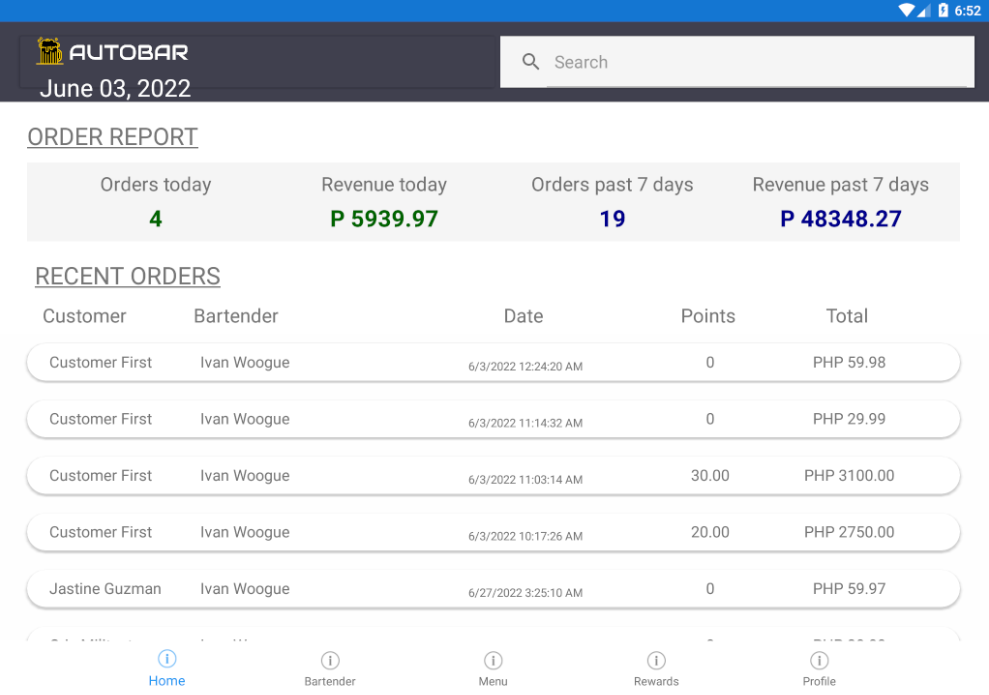 6:52
AUTOBAR
June 03, 2022
Search
ORDER REPORT
Orders today Revenue today Orders past 7 days Revenue past 7 days
4 P 5939.97 19 P 48348.27
RECENT ORDERS
Customer Bartender Date Points Total
Customer First Ivan Woogue 6/3/2022 12:24:20 AM 0 PHP 59.98
Customer First Ivan Woogue 6/3/2022 11:14:32 AM 0 PHP 29.99
Customer First Ivan Woogue 6/3/2022 11:03:14 AM 30.00 PHP 3100.00
Customer First Ivan Woogue 6/3/2022 10:17:26 AM 20.00 PHP 2750.00
Jastine Guzman Ivan Woogue 6/27/2022 3:25:10 AM 0 PHP 59.97
Home Bartender Menu Rewards Profile